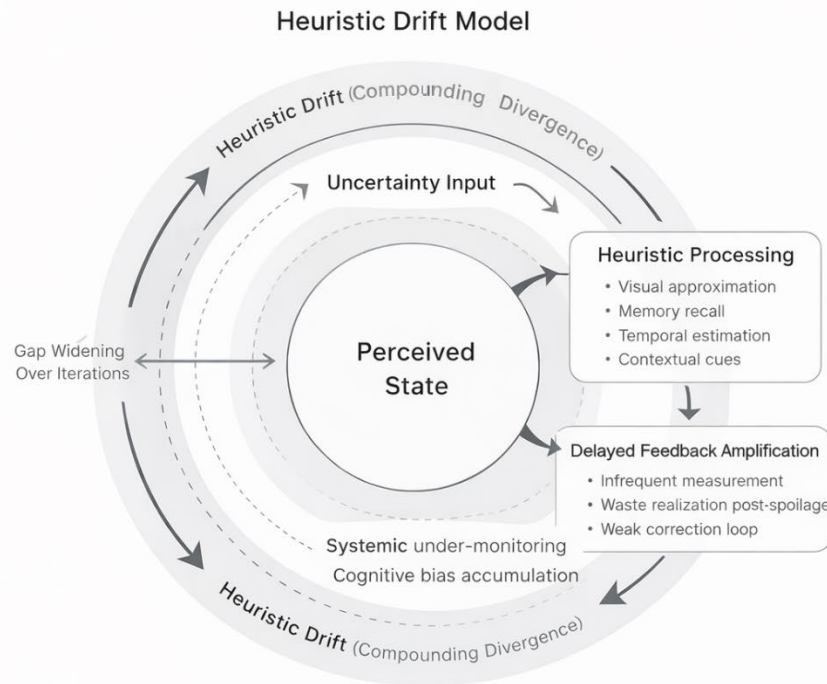 Heuristic Drift Model
Heuristic Drift (Compounding Divergence)
Uncertainty Input
Heuristic Processing
• Visual approximation
• Memory recall
• Temporal estimation
• Contextual cues
Perceived
State
Gap Widening
Over Iterations
Delayed Feedback Amplification
• Infrequent measurement
• Waste realization post-spoilage
• Weak correction loop
Systemic under-monitoring
Cognitive bias accumulation
Heuristic Drift (Compounding Divergence)